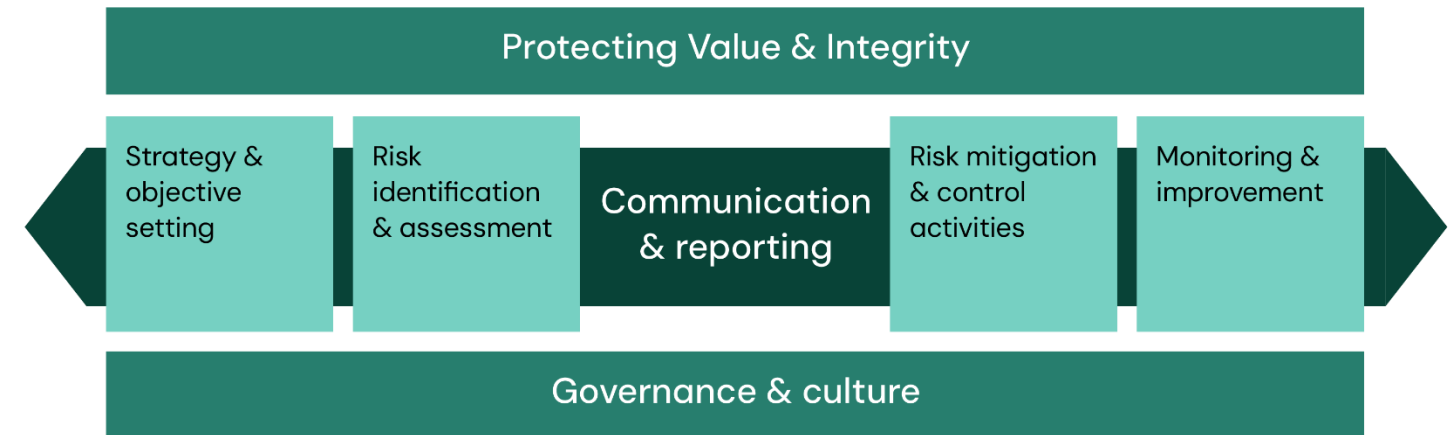 Protecting Value & Integrity
Strategy &
objective
setting
Risk
identification
& assessment
Communication
& reporting
Risk mitigation
& control
activities
Monitoring &
improvement
Governance & culture